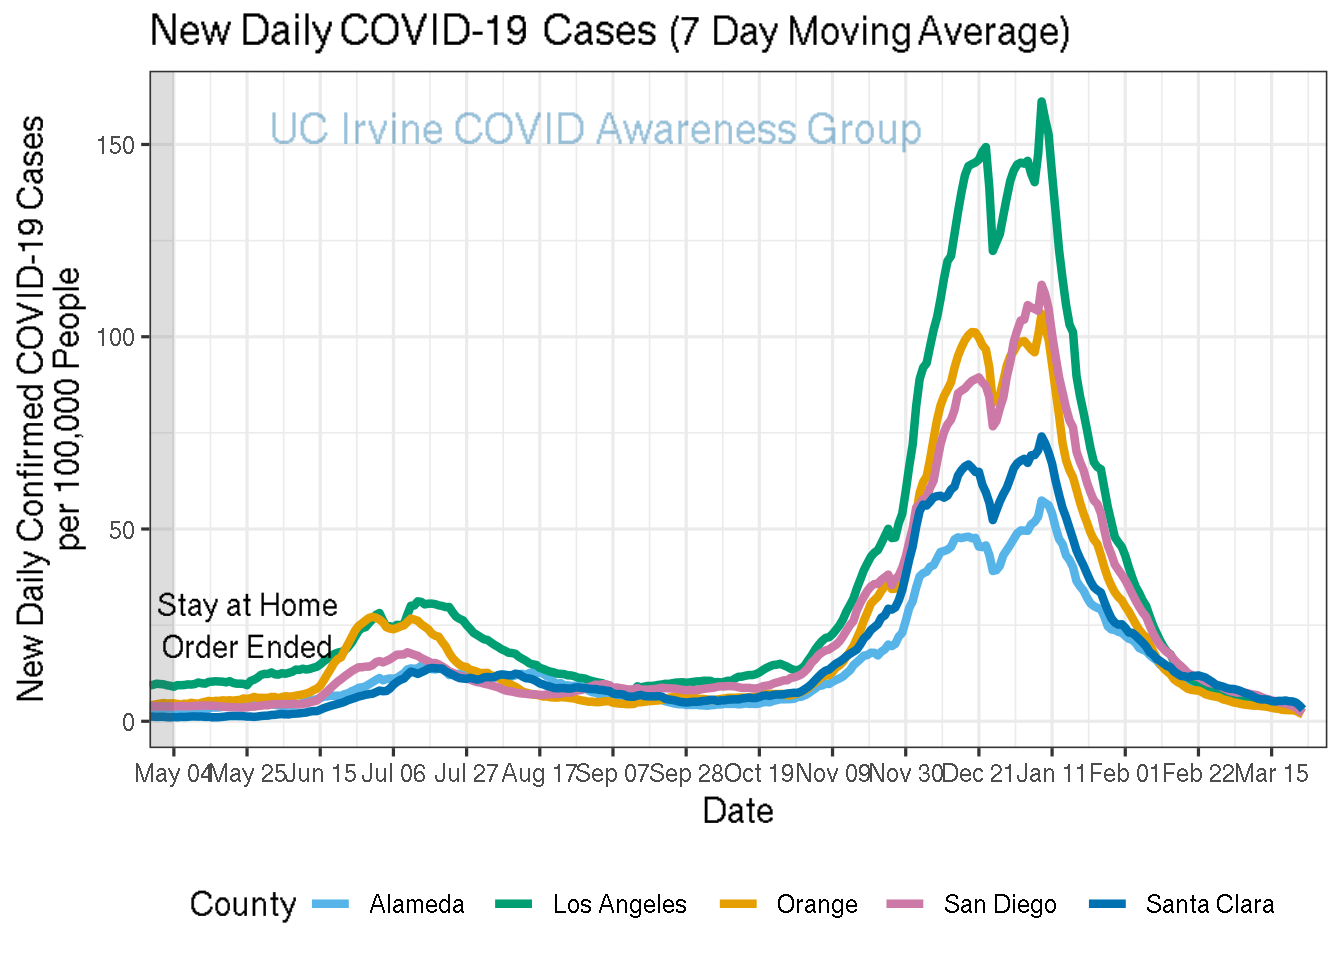 New Daily COVID-19 Cases (7 Day Moving Average)
UC Irvine COVID Awareness Group
New Daily Confirmed COVID-19 Cases
per 100,000 People
150
100
50
0
Stay at Home
Order Ended
May 04 May 25 Jun 15 Jul 06 Jul 27 Aug 17 Sep 07 Sep 28 Oct 19 Nov 09 Nov 30 Dec 21 Jan 11 Feb 01 Feb 22 Mar 15
Date
County Alameda Los Angeles Orange San Diego Santa Clara